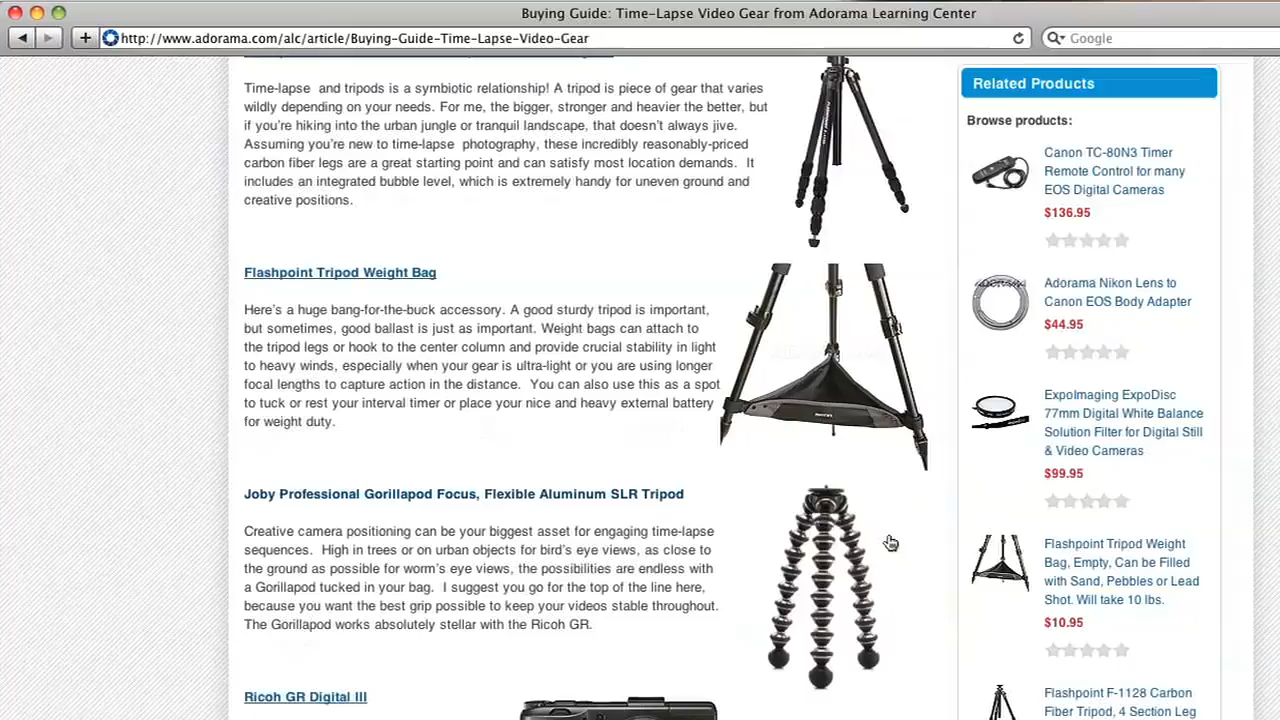 Buying Guide: Time-Lapse Video Gear from Adorama Learning Center
http://www.adorama.com/alc/article/Buying-Guide-Time-Lapse-Video-Gear
Google
Time-lapse and tripods is a symbiotic relationship! A tripod is piece of gear that varies
wildly depending on your needs. For me, the bigger, stronger and heavier the better, but
if you're hiking into the urban jungle or tranquil landscape, that doesn't always jive.
Assuming you're new to time-lapse photography, these incredibly reasonably-priced
carbon fiber legs are a great starting point and can satisfy most location demands. It
includes an integrated bubble level, which is extremely handy for uneven ground and
creative positions.
Flashpoint Tripod Weight Bag
Here's a huge bang-for-the-buck accessory. A good sturdy tripod is important,
but sometimes, good ballast is just as important. Weight bags can attach to
the tripod legs or hook to the center column and provide crucial stability in light
to heavy winds, especially when your gear is ultra-light or you are using longer
focal lengths to capture action in the distance. You can also use this as a spot
to tuck or rest your interval timer or place your nice and heavy external battery
for weight duty.
Joby Professional Gorillapod Focus, Flexible Aluminum SLR Tripod
Creative camera positioning can be your biggest asset for engaging time-lapse
sequences. High in trees or on urban objects for bird's eye views, as close to
the ground as possible for worm's eye views, the possibilities are endless with
a Gorillapod tucked in your bag. I suggest you go for the top of the line here,
because you want the best grip possible to keep your videos stable throughout.
The Gorillapod works absolutely stellar with the Ricoh GR.
Ricoh GR Digital III
Related Products
Browse products:
Canon TC-80N3 Timer
Remote Control for many
EOS Digital Cameras
$136.95
Adorama Nikon Lens to
Canon EOS Body Adapter
$44.95
ExpoImaging ExpoDisc
77mm Digital White Balance
Solution Filter for Digital Still
& Video Cameras
$99.95
Flashpoint Tripod Weight
Bag, Empty, Can be Filled
with Sand, Pebbles or Lead
Shot. Will take 10 lbs.
$10.95
Flashpoint F-1128 Carbon
Fiber Tripod, 4 Section Leg